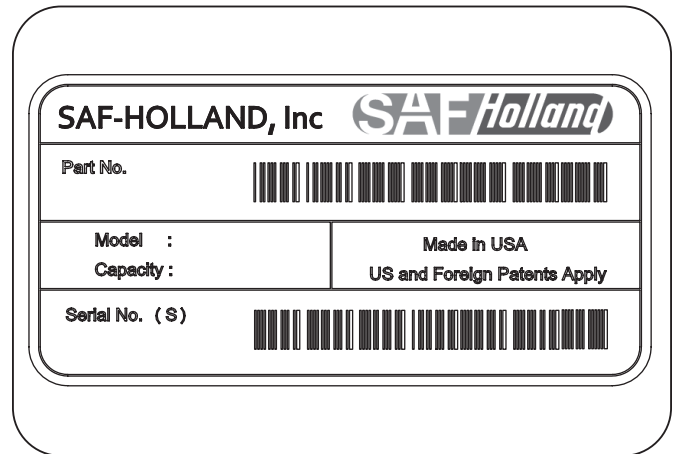 SAF-HOLLAND, Inc SAF Holland
Part No.
Model :
Capacity :
Made in USA
US and Foreign Patents Apply
Serial No. ( S )